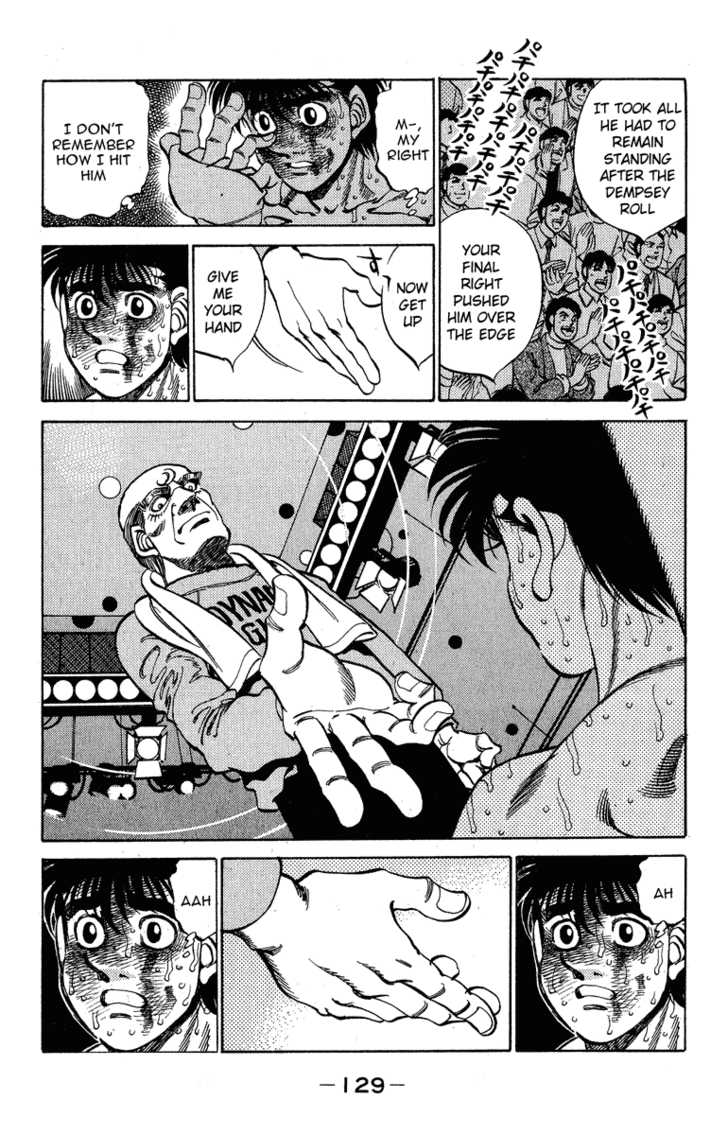 IT TOOK ALL
HE HAD TO
REMAIN
STANDING
AFTER THE
DEMPSEY
ROLL
パチパチパチパチパチ
パチパチパチパチパチ
YOUR
FINAL
RIGHT
PUSHED
HIM OVER
THE EDGE
パチパチパチパチ
パチパチパチパチ
M-,
MY
RIGHT
I DON'T
REMEMBER
HOW I HIT
HIM
NOW
GET
UP
GIVE
ME
YOUR
HAND
DYNAC
GL
AH
AAH
-129-